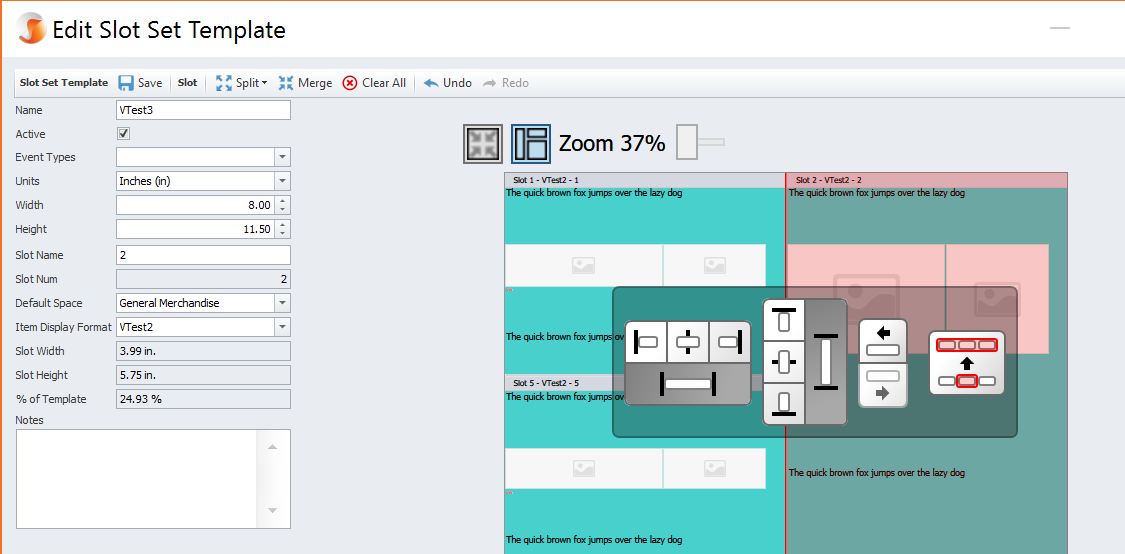 Edit Slot Set Template
Slot Set Template Save Slot Split Merge Clear All Undo Redo
Name VTest3
Active
Event Types
Units Inches (in)
Width 8.00
Height 11.50
Slot Name 2
Slot Num 2
Default Space General Merchandise
Item Display Format VTest2
Slot Width 3.99 in.
Slot Height 5.75 in.
% of Template 24.93 %
Notes
Zoom 37%
Slot 1 - VTest2 - 1
The quick brown fox jumps over the lazy dog
The quick brown fox jumps ov
Slot 5 - VTest2 - 5
The quick brown fox jumps ov
The quick brown fox jumps over the lazy dog
Slot 2 - VTest2 - 2
The quick brown fox jumps over the lazy dog
The quick brown fox jumps over the lazy dog